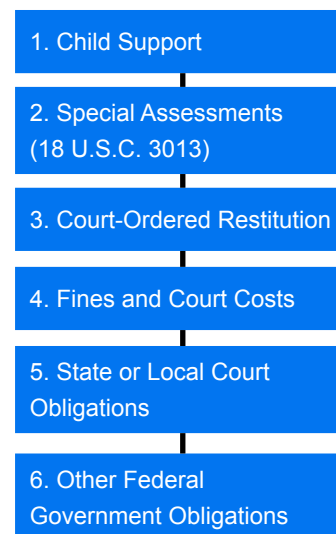 1. Child Support
2. Special Assessments
(18 U.S.C. 3013)
3. Court-Ordered Restitution
4. Fines and Court Costs
5. State or Local Court
Obligations
6. Other Federal
Government Obligations